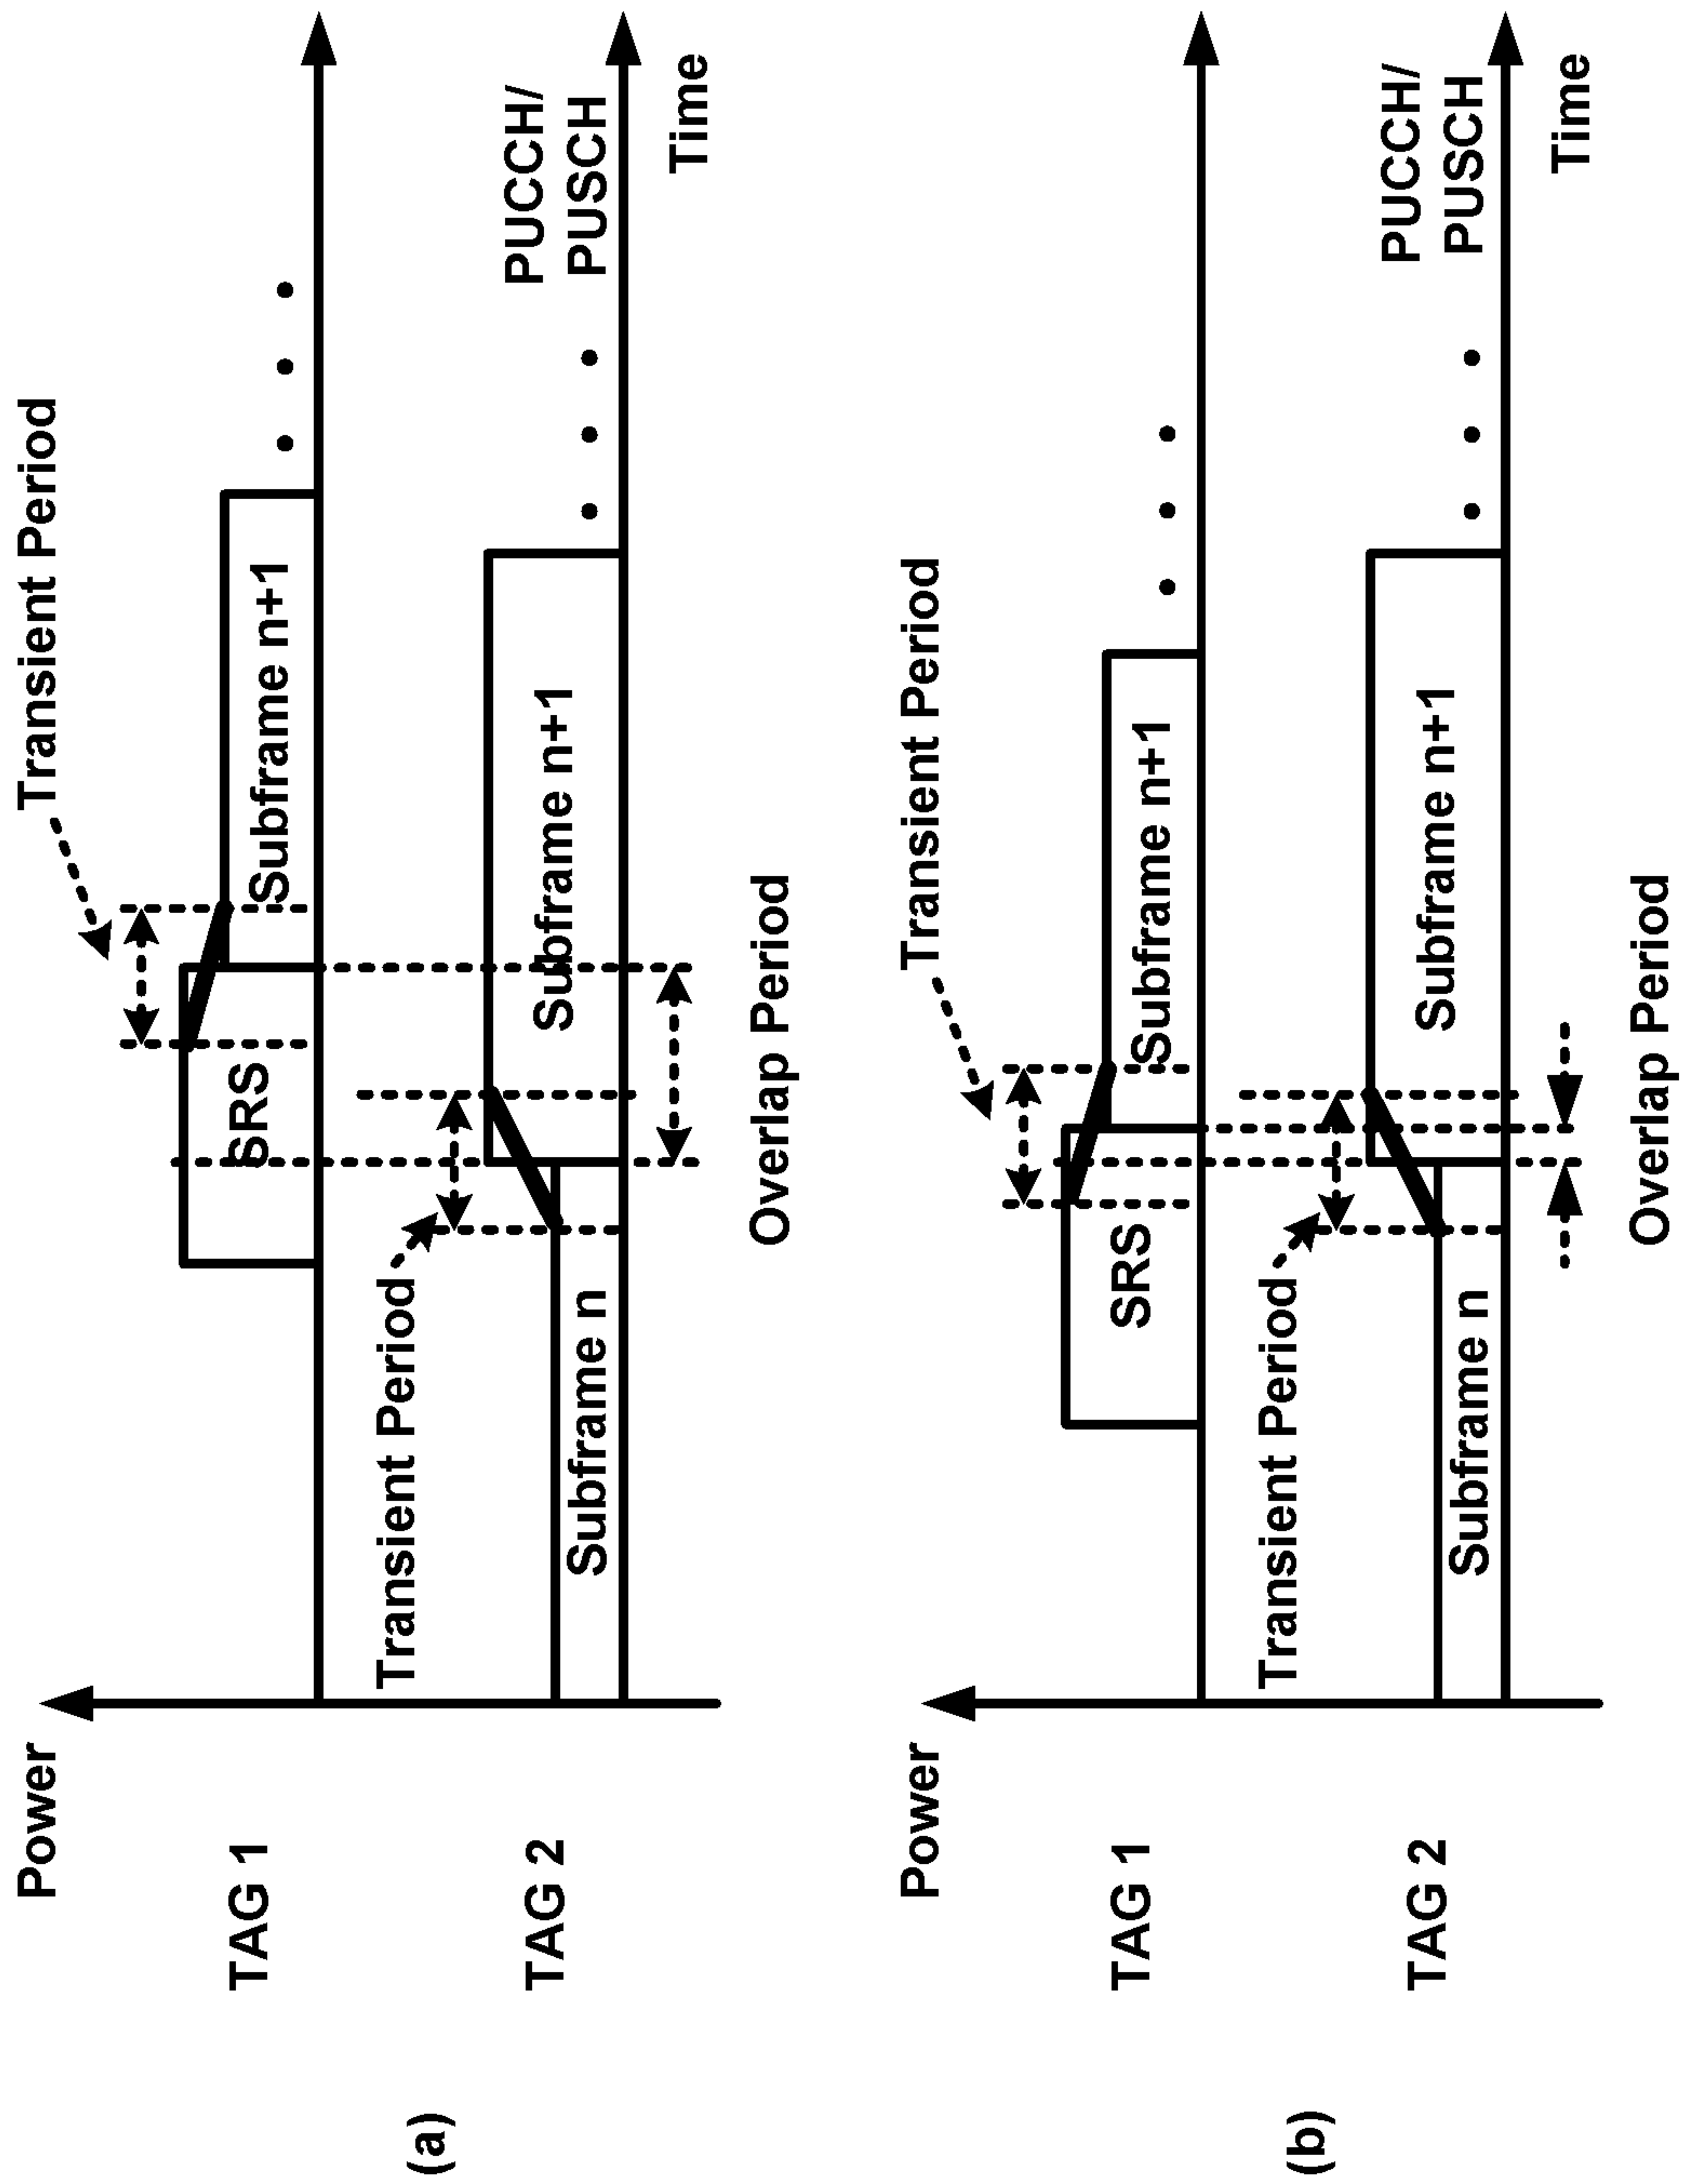 (a)
Power
Transient Period
TAG 1
SRS
Subframe n+1
Transient Period
TAG 2
Subframe n
Subframe n+1
PUCCH/
PUSCH
Time
Overlap Period
(b)
Power
Transient Period
TAG 1
SRS
Subframe n+1
Transient Period
TAG 2
Subframe n
Subframe n+1
PUCCH/
PUSCH
Time
Overlap Period